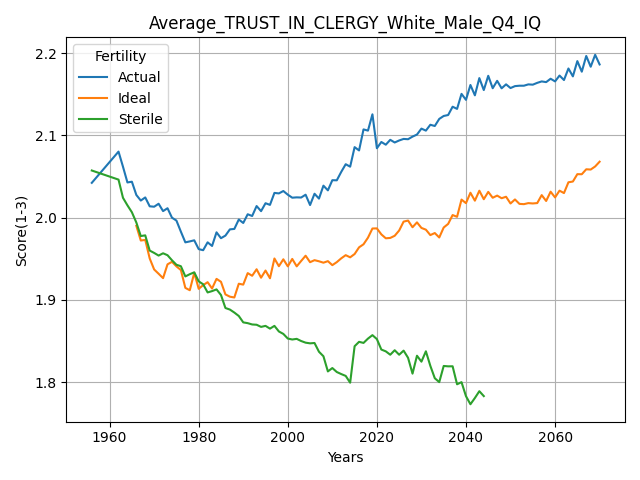 Average_TRUST_IN_CLERGY_White_Male_Q4_IQ
Fertility
Actual
Ideal
Sterile
Score(1-3)
2.2
2.1
2.0
1.9
1.8
1960
1980
2000
2020
2040
2060
Years